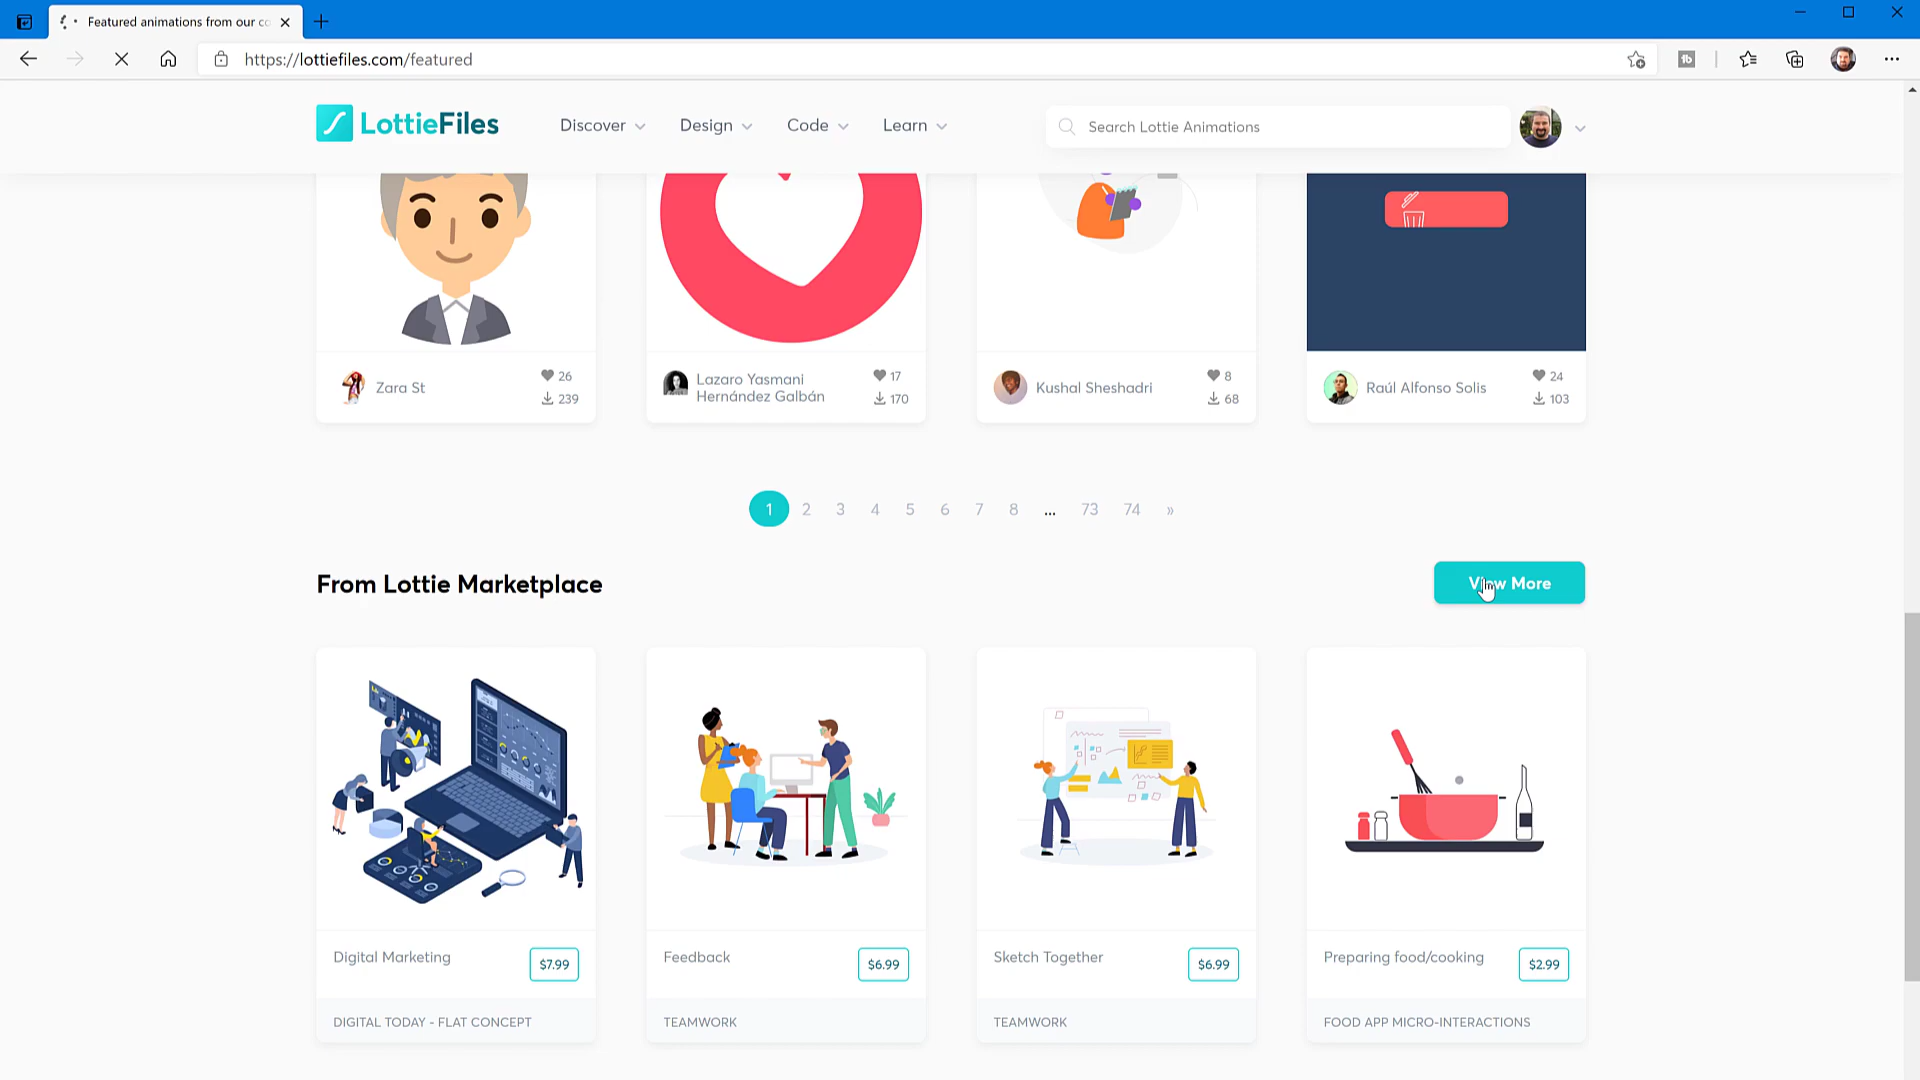 Featured animations from our co
https://lottiefiles.com/featured
LottieFiles
Discover
Design
Code
Learn
Search Lottie Animations
Zara St
26
239
Lazaro Yasmani
Hernández Galbán
17
170
Kushal Sheshadri
8
68
Raúl Alfonso Solis
24
103
1 2 3 4 5 6 7 8 ... 73 74 »
From Lottie Marketplace
View More
Digital Marketing
$7.99
Feedback
$6.99
Sketch Together
$6.99
Preparing food/cooking
$2.99
DIGITAL TODAY - FLAT CONCEPT
TEAMWORK
TEAMWORK
FOOD APP MICRO-INTERACTIONS